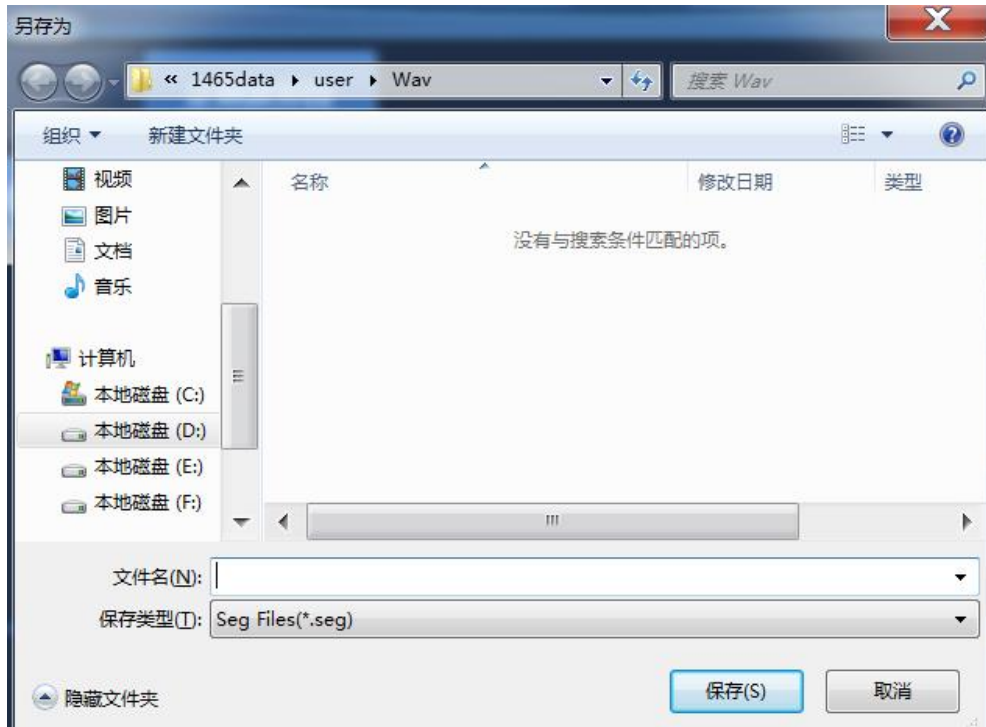 另存为
« 1465data ▸ user ▸ Wav
搜索 Wav
组织 新建文件夹
视频
图片
文档
音乐
计算机
本地磁盘 (C:)
本地磁盘 (D:)
本地磁盘 (E:)
本地磁盘 (F:)
名称 修改日期 类型
没有与搜索条件匹配的项。
文件名(N):
保存类型(T): Seg Files(*.seg)
隐藏文件夹 保存(S) 取消